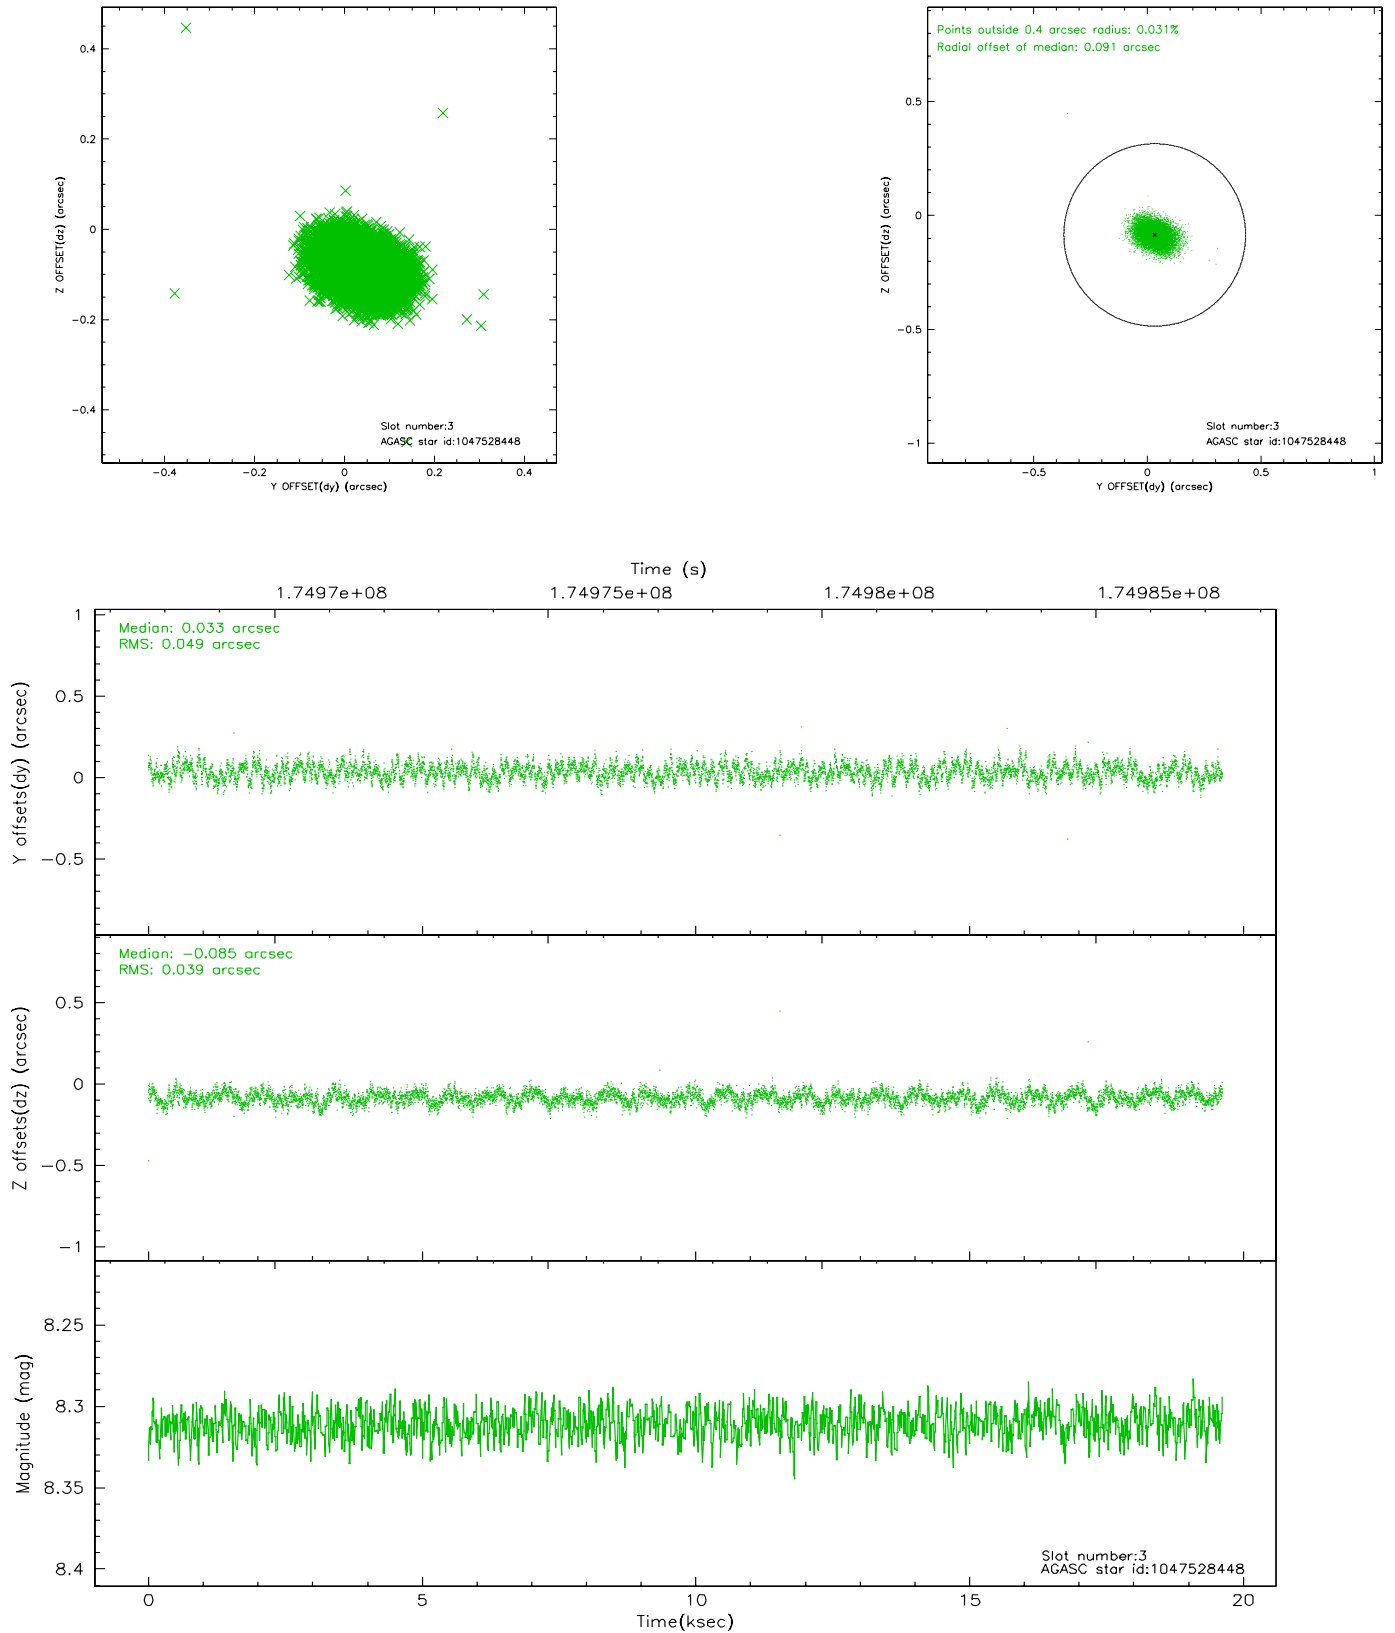 0.4
0.2
0
−0.2
−0.4
Z OFFSET(dz) (arcsec)
Slot number:3
AGASC star id:1047528448
−0.4 −0.2 0 0.2 0.4
Y OFFSET(dy) (arcsec)
Points outside 0.4 arcsec radius: 0.031%
Radial offset of median: 0.091 arcsec
0.5
0
−0.5
−1
Z OFFSET(dz) (arcsec)
Slot number:3
AGASC star id:1047528448
−0.5 0 0.5 1
Y OFFSET(dy) (arcsec)
Time (s)
1.7497e+08 1.74975e+08 1.7498e+08 1.74985e+08
Median: 0.033 arcsec
RMS: 0.049 arcsec
1
0.5
0
−0.5
Y offsets(dy) (arcsec)
Median: −0.085 arcsec
RMS: 0.039 arcsec
0.5
0
−0.5
−1
Z offsets(dz) (arcsec)
8.25
8.3
8.35
8.4
Magnitude (mag)
Slot number:3
AGASC star id:1047528448
0 5 10 15 20
Time(ksec)